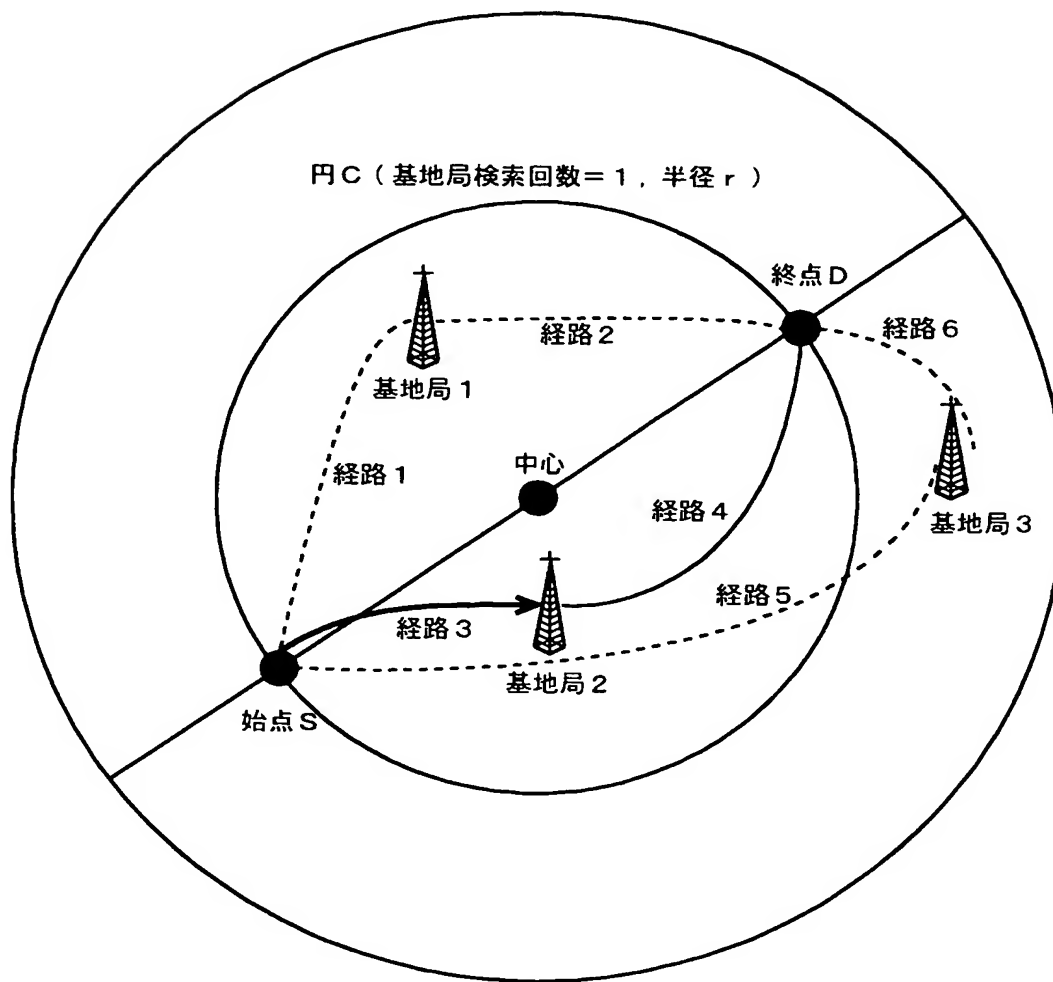 円C（基地局検索回数＝1，半径r）
終点D
経路6
経路2
基地局1
経路1
中心
経路4
基地局3
経路5
経路3
基地局2
始点S